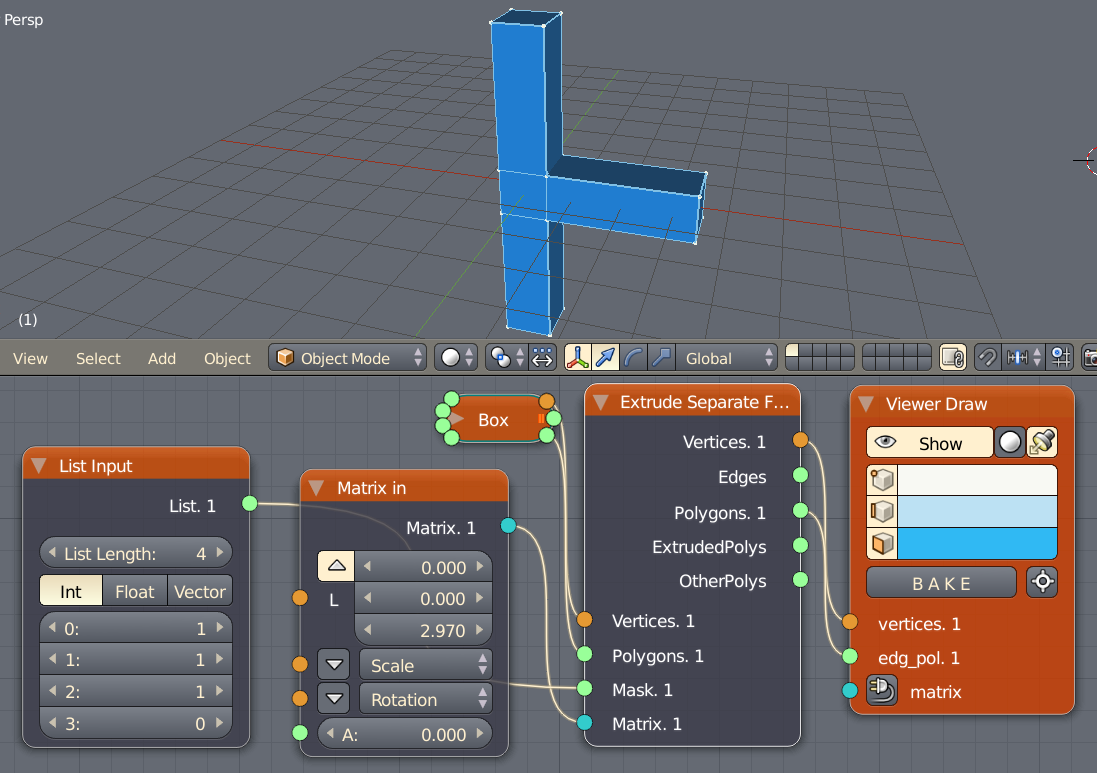 Persp
(1)
View Select Add Object Object Mode Global
Box
Extrude Separate F...
Vertices. 1
Edges
Polygons. 1
ExtrudedPolys
OtherPolys
Vertices. 1
Polygons. 1
Mask. 1
Matrix. 1
Viewer Draw
Show
BAKE
vertices. 1
edg_pol. 1
matrix
List Input
List. 1
List Length: 4
Int Float Vector
0: 1
1: 1
2: 1
3: 0
Matrix in
Matrix. 1
0.000
L 0.000
2.970
Scale
Rotation
A: 0.000